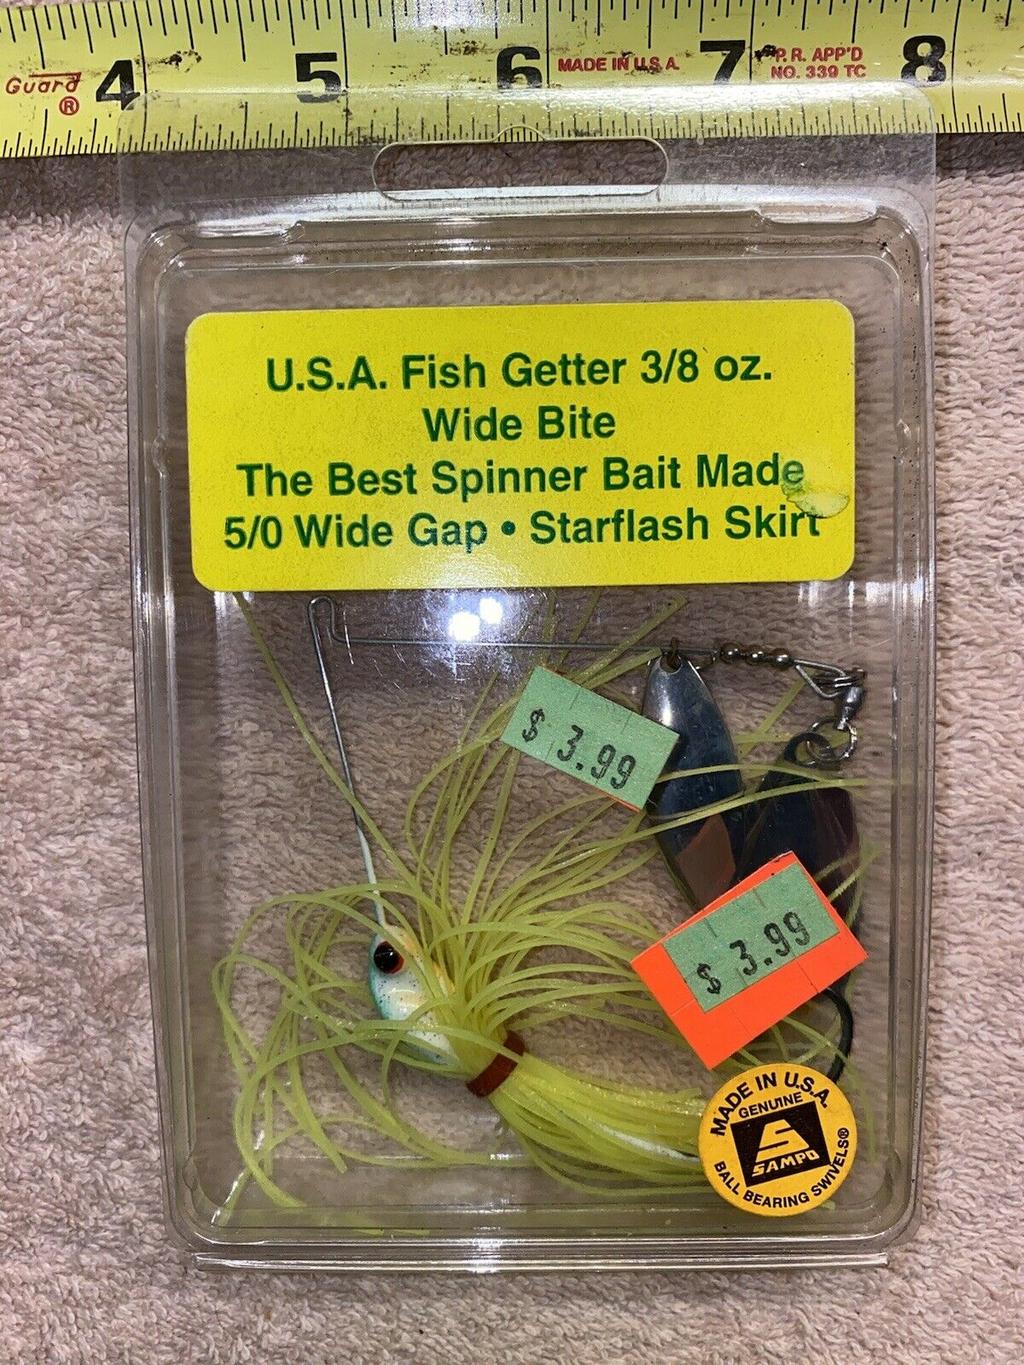 Guard
®
4
5
6
MADE IN U.S.A.
7
P.R. APP'D
NO. 339 TC
8
U.S.A. Fish Getter 3/8 oz.
Wide Bite
The Best Spinner Bait Made
5/0 Wide Gap • Starflash Skirt
$ 3.99
$ 3.99
MADE IN U.S.A.
GENUINE
S
SAMPO
BALL BEARING SWIVELS®